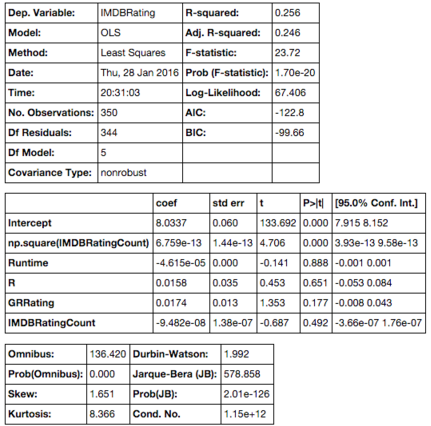 Dep. Variable: IMDBRating R-squared: 0.256
Model: OLS Adj. R-squared: 0.246
Method: Least Squares F-statistic: 23.72
Date: Thu, 28 Jan 2016 Prob (F-statistic): 1.70e-20
Time: 20:31:03 Log-Likelihood: 67.406
No. Observations: 350 AIC: -122.8
Df Residuals: 344 BIC: -99.66
Df Model: 5
Covariance Type: nonrobust
coef std err t P>|t| [95.0% Conf. Int.]
Intercept 8.0337 0.060 133.692 0.000 7.915 8.152
np.square(IMDBRatingCount) 6.759e-13 1.44e-13 4.706 0.000 3.93e-13 9.58e-13
Runtime -4.615e-05 0.000 -0.141 0.888 -0.001 0.001
R 0.0158 0.035 0.453 0.651 -0.053 0.084
GRRating 0.0174 0.013 1.353 0.177 -0.008 0.043
IMDBRatingCount -9.482e-08 1.38e-07 -0.687 0.492 -3.66e-07 1.76e-07
Omnibus: 136.420 Durbin-Watson: 1.992
Prob(Omnibus): 0.000 Jarque-Bera (JB): 578.858
Skew: 1.651 Prob(JB): 2.01e-126
Kurtosis: 8.366 Cond. No. 1.15e+12